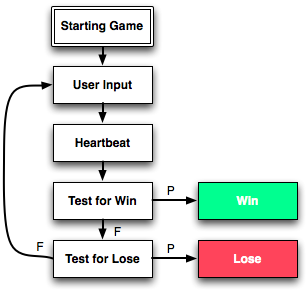 Starting Game
User Input
Heartbeat
Test for Win
P
Win
F
F
Test for Lose
P
Lose